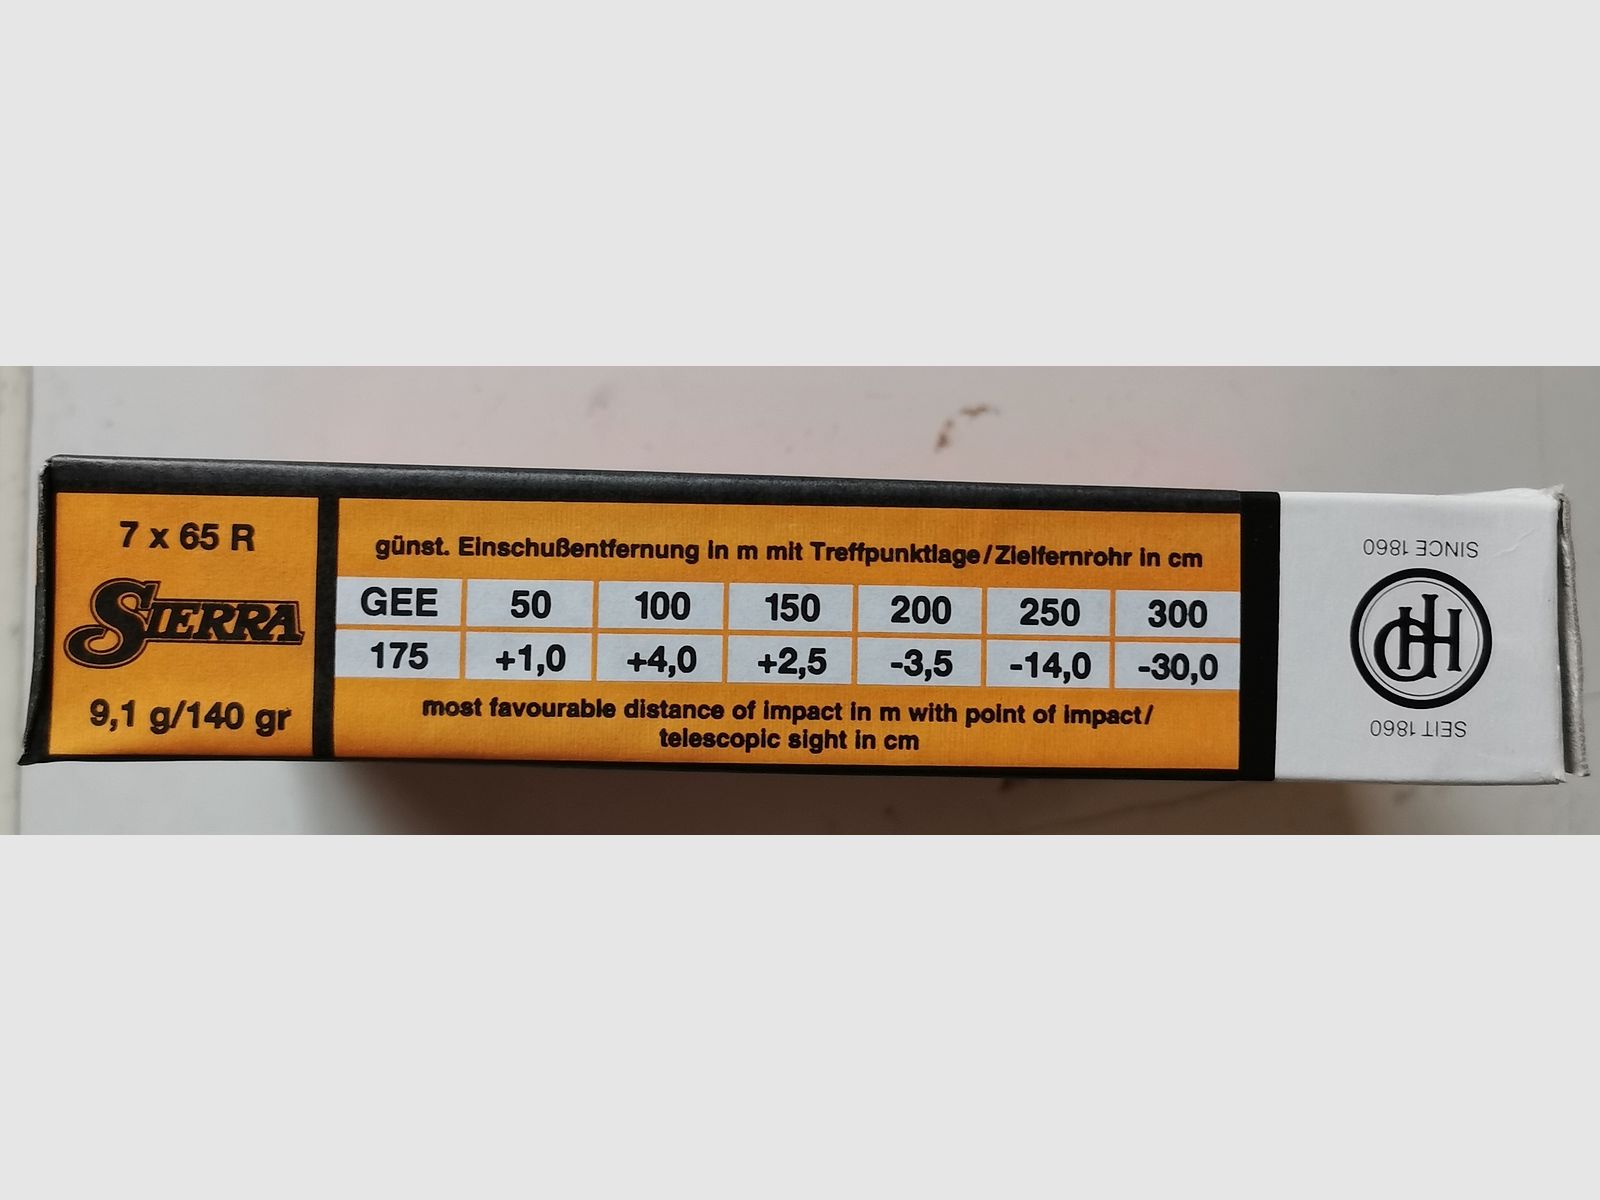 7 x 65 R
SIERRA
9,1 g/140 gr
günst. Einschußentfernung in m mit Treffpunktlage/Zielfernrohr in cm
GEE 50 100 150 200 250 300
175 +1,0 +4,0 +2,5 -3,5 -14,0 -30,0
most favourable distance of impact in m with point of impact/
telescopic sight in cm
SEIT 1860
JHH
SINCE 1860